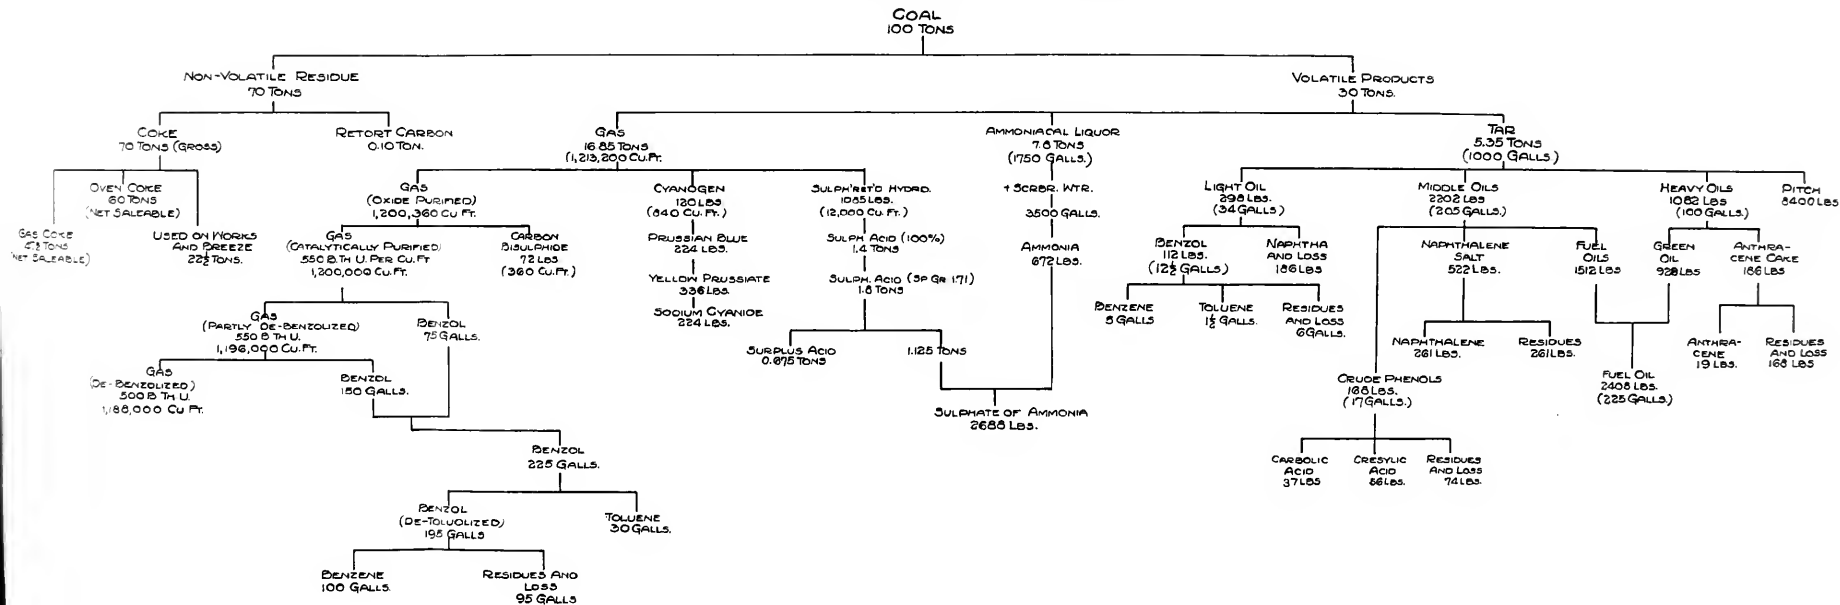 COAL
100 TONS
NON-VOLATILE RESIDUE
70 TONS
VOLATILE PRODUCTS
30 TONS.
COKE
70 TONS (GROSS)
RETORT CARBON
0.10 TON.
GAS
16.85 TONS
(1,213,200 CU.FT.
AMMONIACAL LIQUOR
7.8 TONS
(1750 GALLS.)
TAR
5.35 TONS
(1000 GALLS.)
GAS COKE
TONS
(NET SALEABLE)
OVEN COKE
60 TONS
(NET SALEABLE)
USED ON WORKS
AND BREEZE
22½ TONS.
GAS
(OXIDE PURIFIED)
1,200,360 CU FT.
CYANOGEN
120 LBS
(840 CU. FT.)
SULPH'RET'D HYDRO.
1085 LBS.
(12,000 CU.FT.)
+ SCRBR. WTR.
3500 GALLS.
LIGHT OIL
298 LBS.
(34 GALLS.)
MIDDLE OILS
2202 LBS.
(205 GALLS.)
HEAVY OILS
1082 LBS
(100 GALLS.)
PITCH
8400 LBS
GAS
(CATALYTICALLY PURIFIED)
550 B.TH U. PER CU.FT
1,200,000 CU.FT.
CARBON
BISULPHIDE
72 LBS
(360 CU.FT.)
PRUSSIAN BLUE
224 LBS.
YELLOW PRUSSIATE
336 LBS.
SODIUM CYANIDE
224 LBS.
SULPH ACID (100%)
1.4 TONS
SULPH. ACID (SP GR 1.71)
1.8 TONS
AMMONIA
672 LBS.
BENZOL
112 LBS.
(12½ GALLS)
NAPHTHA
AND LOSS
186 LBS
NAPHTHALENE
SALT
522 LBS.
FUEL
OILS
1512 LBS
GREEN
OIL
928 LBS
ANTHRA-
CENE CAKE
186 LBS
GAS
(PARTLY DE-BENZOLIZED)
550 B TH U.
1,196,000 CU.FT.
BENZOL
75 GALLS.
BENZENE
5 GALLS
TOLUENE
1½ GALLS.
RESIDUES
AND LOSS
6 GALLS.
GAS
(DE-BENZOLIZED)
500 B TH U.
1,188,000 CU FT.
BENZOL
150 GALLS.
SURPLUS ACID
0.675 TONS
1.125 TONS
NAPHTHALENE
261 LBS.
RESIDUES
261 LBS.
ANTHRA-
CENE
19 LBS.
RESIDUES
AND LOSS
168 LBS
CRUDE PHENOLS
168 LBS.
(17 GALLS.)
FUEL OIL
2408 LBS.
(225 GALLS)
SULPHATE OF AMMONIA
2688 LBS.
BENZOL
225 GALLS.
CARBOLIC
ACID
37 LBS
CRESYLIC
ACID
56 LBS.
RESIDUES
AND LOSS
74 LBS.
BENZOL
(DE-TOLUOLIZED)
195 GALLS
TOLUENE
30 GALLS.
BENZENE
100 GALLS.
RESIDUES AND
LOSS
95 GALLS